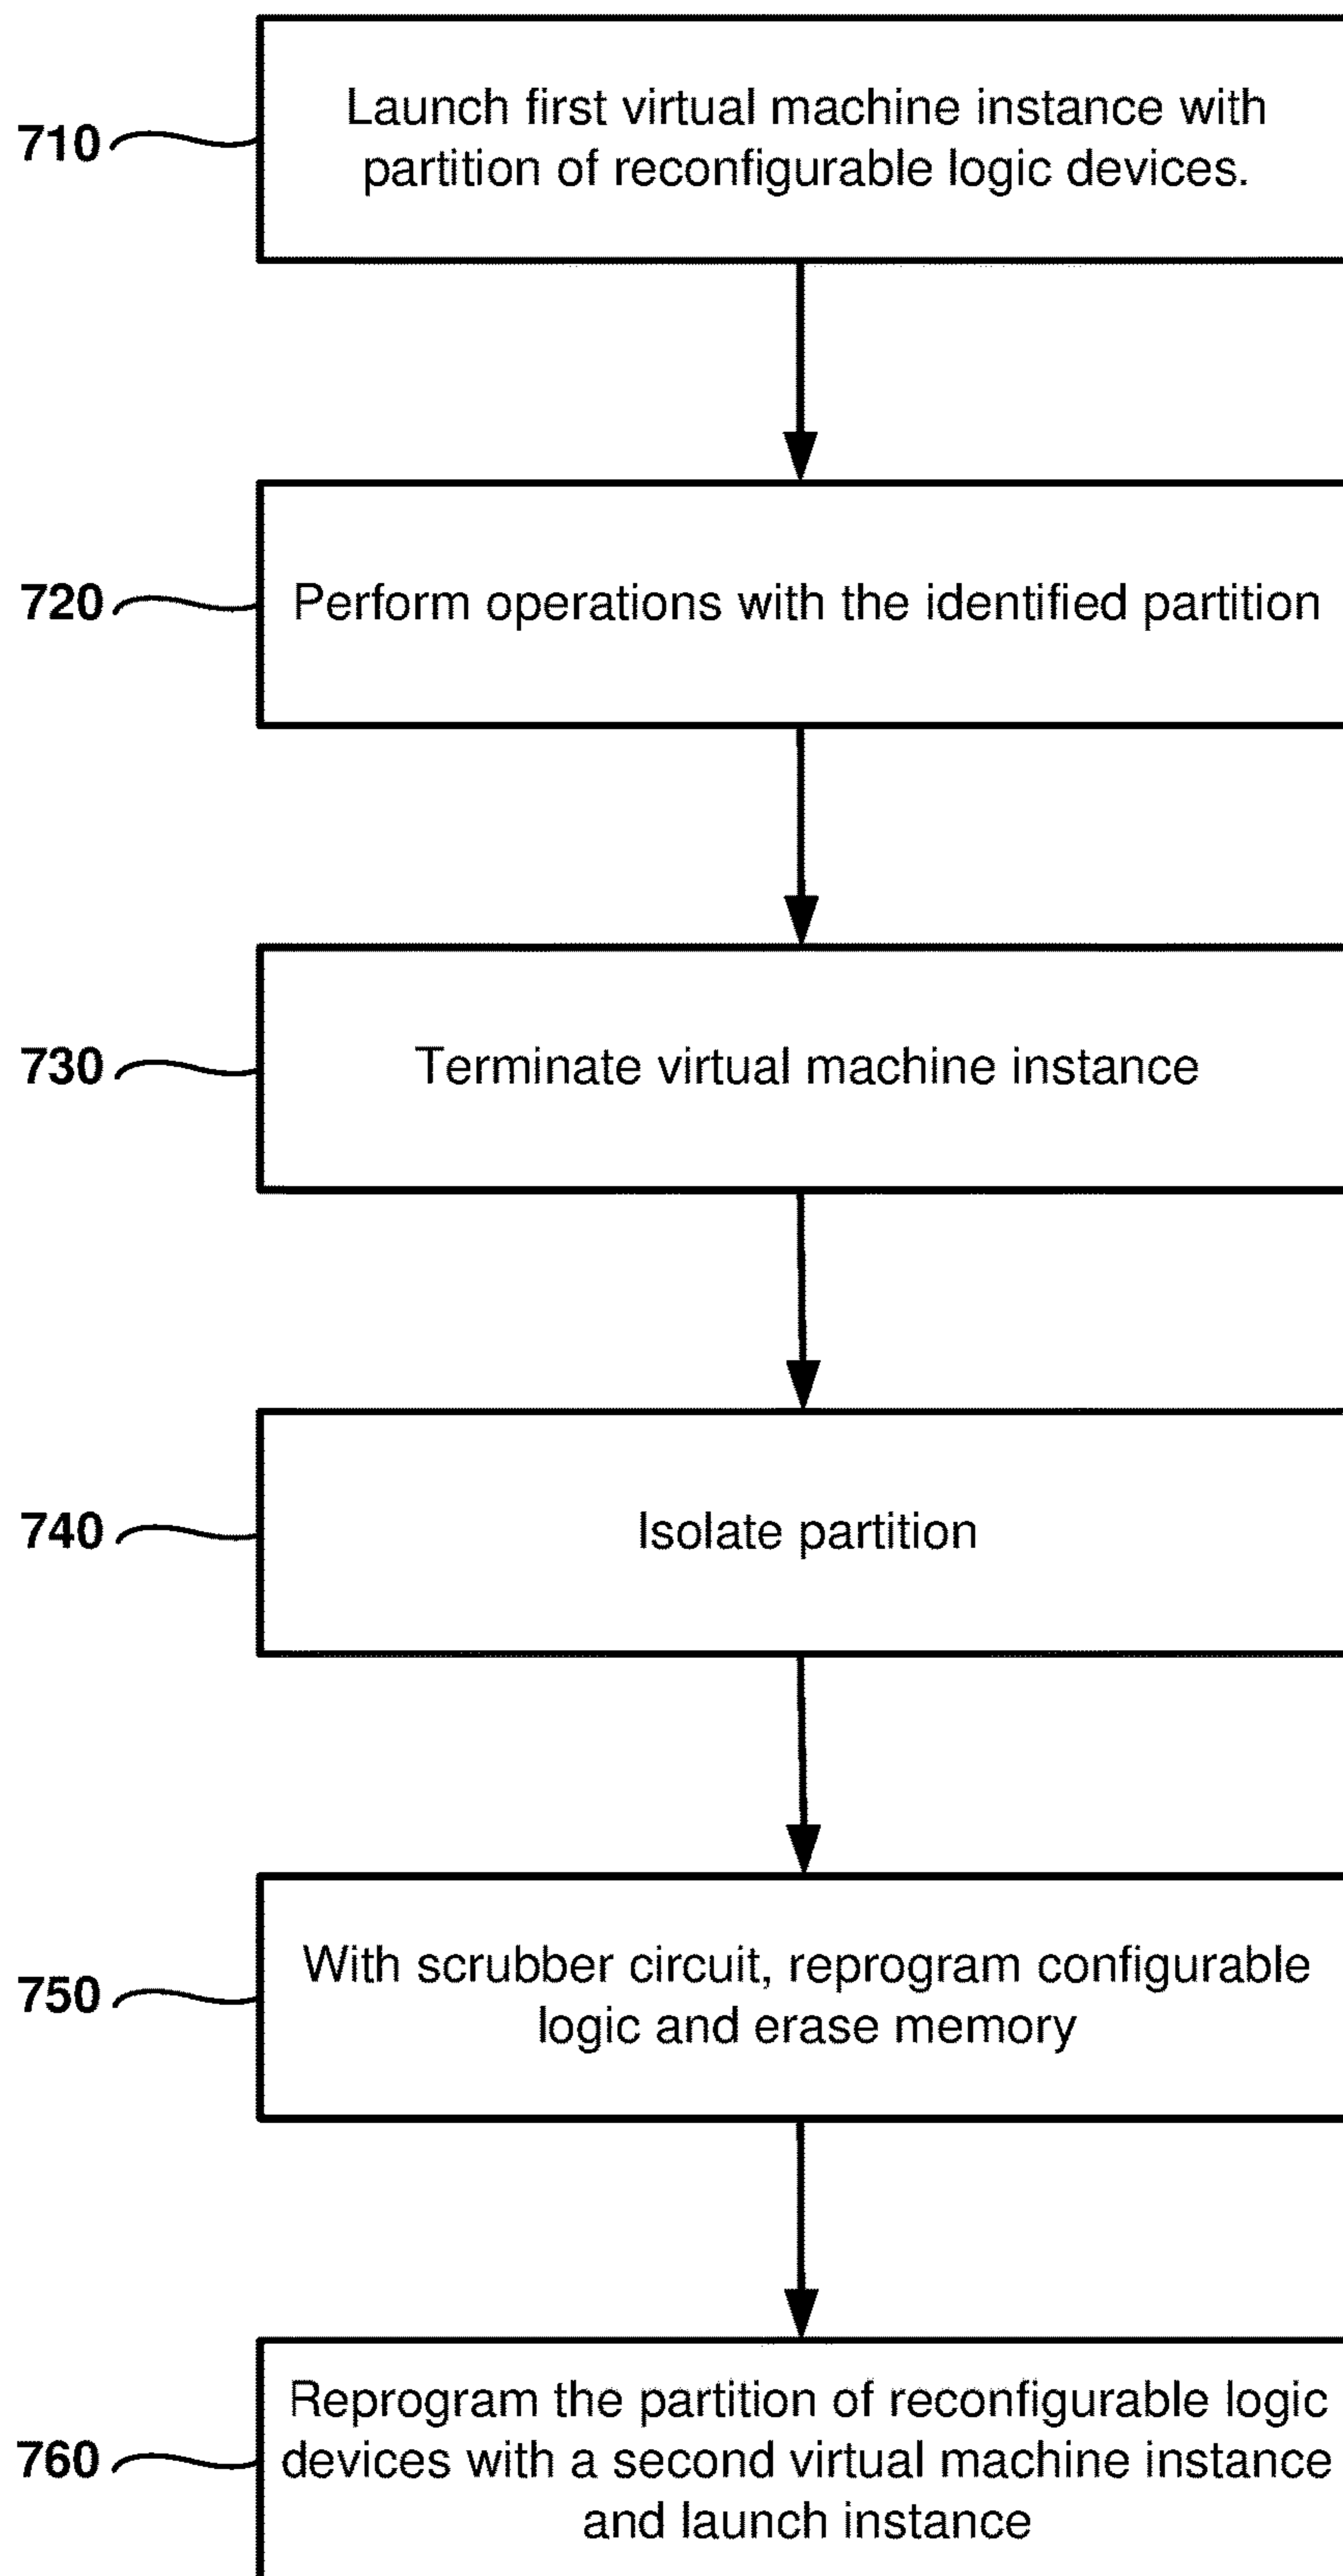 710
Launch first virtual machine instance with
partition of reconfigurable logic devices.
720
Perform operations with the identified partition
730
Terminate virtual machine instance
740
Isolate partition
750
With scrubber circuit, reprogram configurable
logic and erase memory
760
Reprogram the partition of reconfigurable logic
devices with a second virtual machine instance
and launch instance